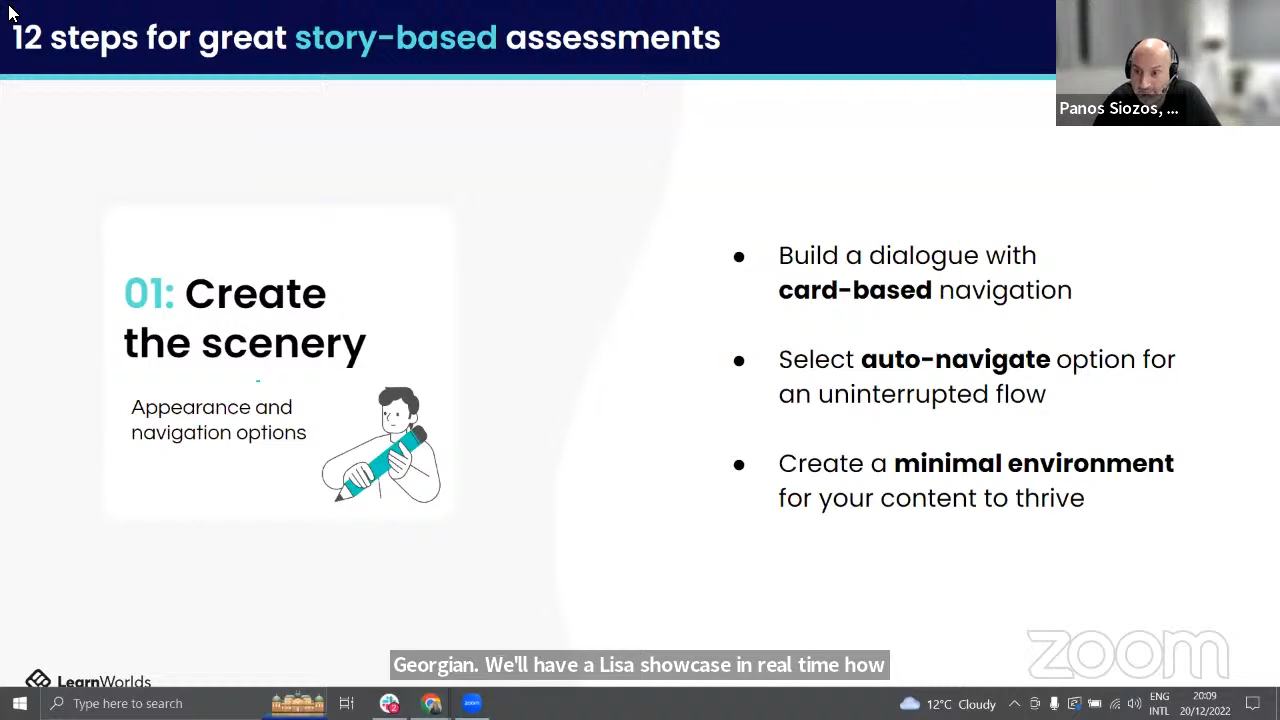 12 steps for great story-based assessments
Panos Siozos, ...
01: Create
the scenery
Appearance and
navigation options
● Build a dialogue with
card-based navigation
● Select auto-navigate option for
an uninterrupted flow
● Create a minimal environment
for your content to thrive
zoom
Georgian. We'll have a Lisa showcase in real time how
LearnWorlds
Type here to search
2
zoom
12°C Cloudy
ENG
INTL
20:09
20/12/2022